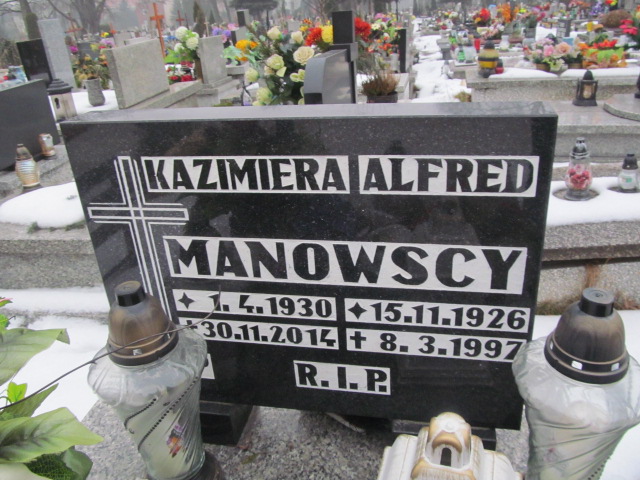 KAZIMIERA ALFRED
MANOWSCY
✦ 1. 4. 1930 ✦ 15. 11. 1926
30. 11. 2014 ✝ 8. 3. 1997
R. I. P.